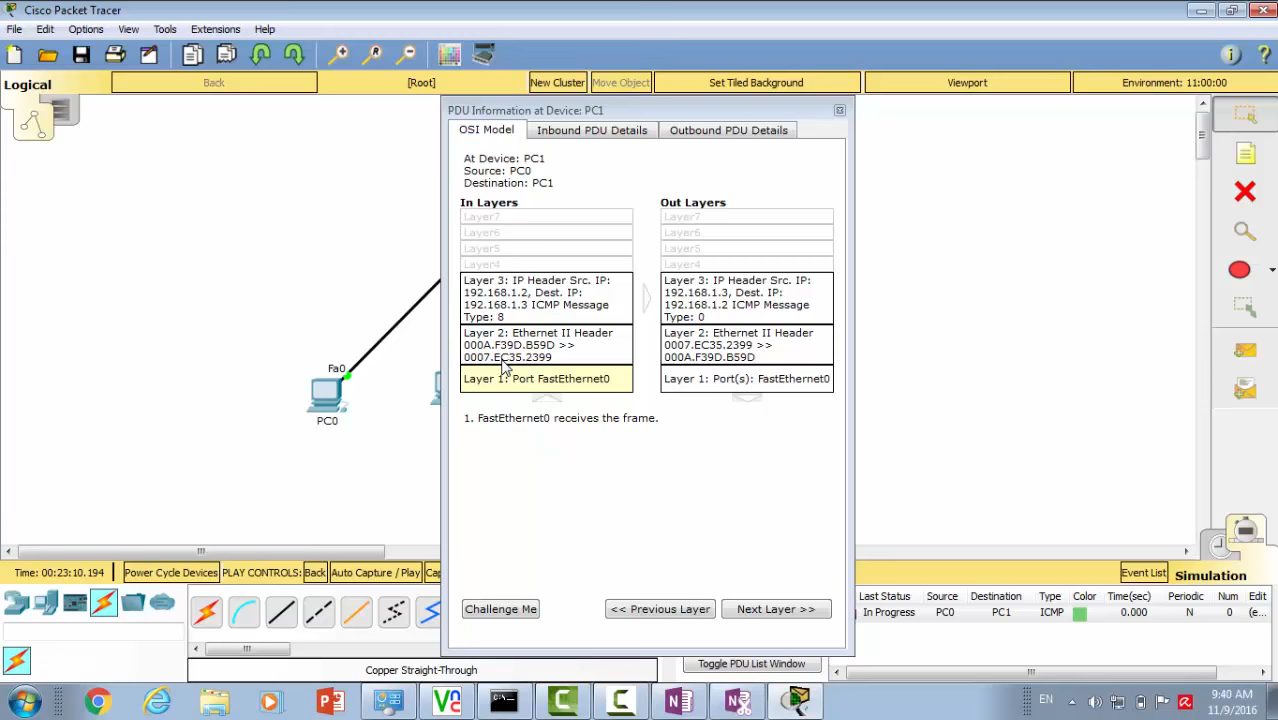 Cisco Packet Tracer
File Edit Options View Tools Extensions Help
Logical Back [Root] New Cluster Move Object Set Tiled Background Viewport Environment: 11:00:00
PDU Information at Device: PC1
OSI Model Inbound PDU Details Outbound PDU Details
At Device: PC1
Source: PC0
Destination: PC1
In Layers
Layer7
Layer6
Layer5
Layer4
Layer 3: IP Header Src. IP:
192.168.1.2, Dest. IP:
192.168.1.3 ICMP Message
Type: 8
Layer 2: Ethernet II Header
000A.F39D.B59D >>
0007.EC35.2399
Layer 1: Port FastEthernet0
Out Layers
Layer7
Layer6
Layer5
Layer4
Layer 3: IP Header Src. IP:
192.168.1.3, Dest. IP:
192.168.1.2 ICMP Message
Type: 0
Layer 2: Ethernet II Header
0007.EC35.2399 >>
000A.F39D.B59D
Layer 1: Port(s): FastEthernet0
1. FastEthernet0 receives the frame.
Fa0
PC0
Challenge Me << Previous Layer Next Layer >>
Time: 00:23:10.194 Power Cycle Devices PLAY CONTROLS: Back Auto Capture / Play Cap
Event List Simulation
Last Status Source Destination Type Color Time(sec) Periodic Num Edit
In Progress PC0 PC1 ICMP 0.000 N 0 (e...
Copper Straight-Through
Toggle PDU List Window
EN
9:40 AM
11/9/2016